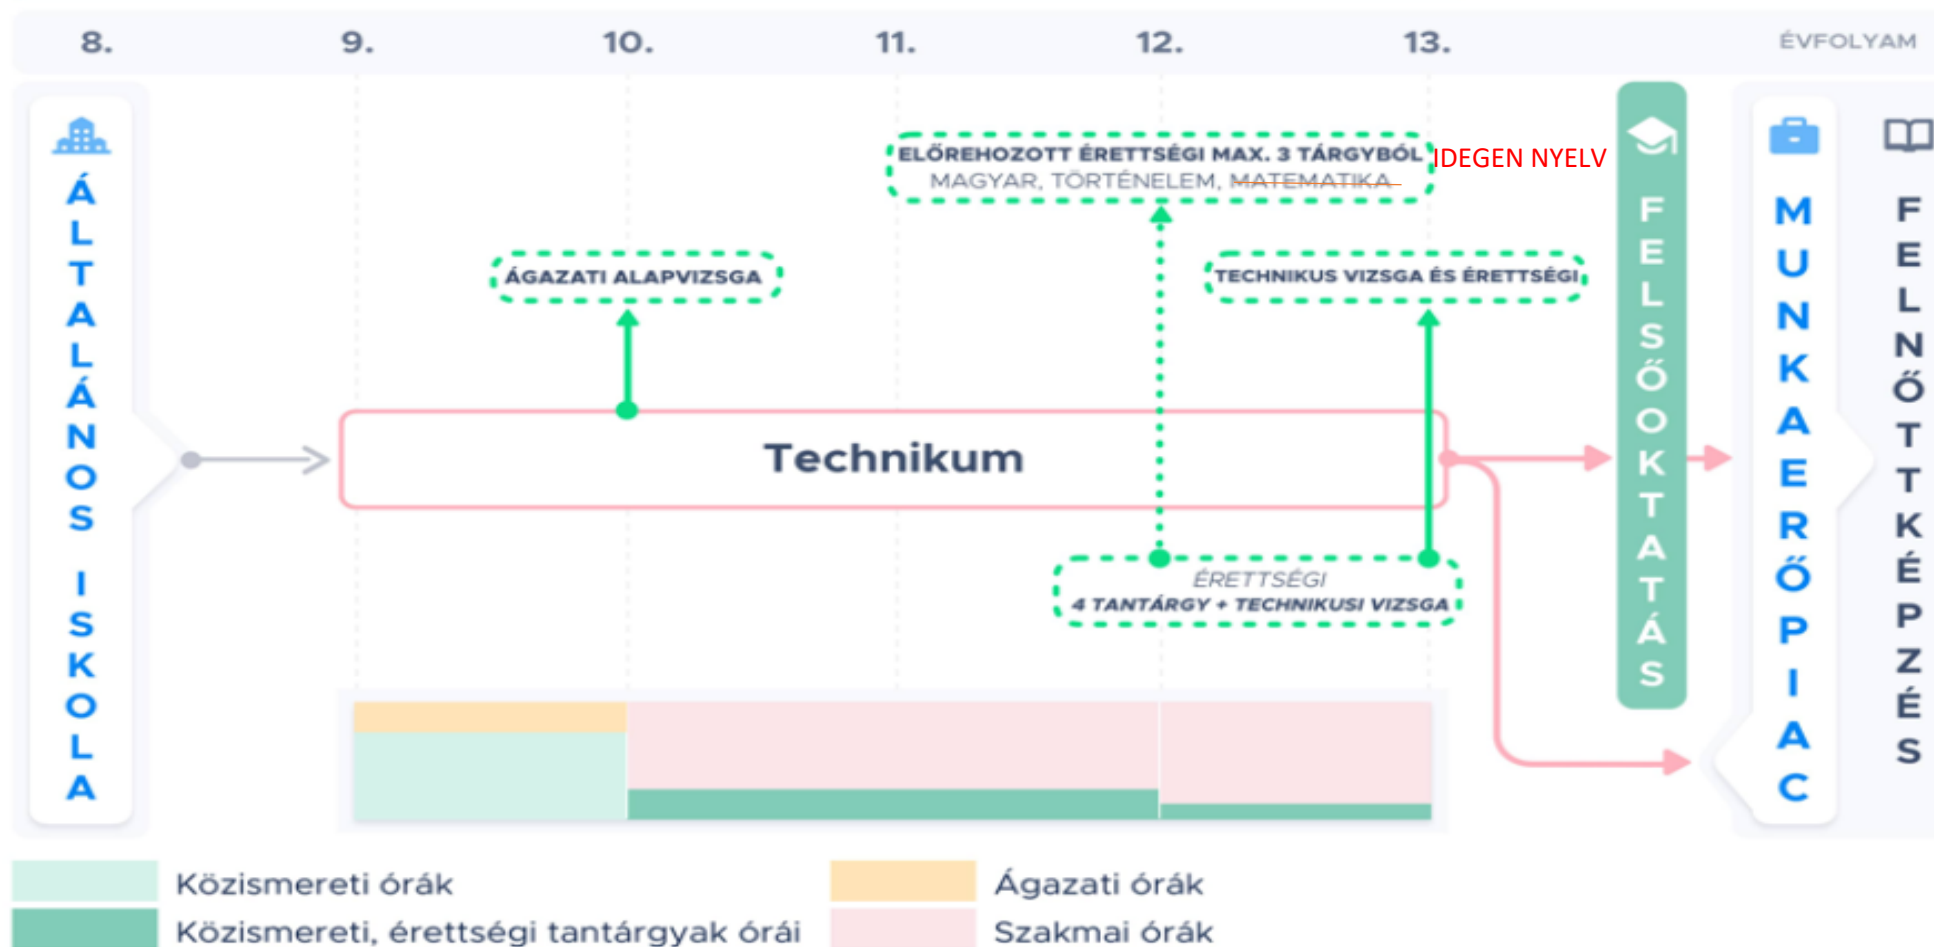 8. 9. 10. 11. 12. 13. ÉVFOLYAM
ÁLTALÁNOS ISKOLA
ELŐREHOZOTT ÉRETTSÉGI MAX. 3 TÁRGYBÓL IDEGEN NYELV
MAGYAR, TÖRTÉNELEM, MATEMATIKA
ÁGAZATI ALAPVIZSGA
TECHNIKUS VIZSGA ÉS ÉRETTSÉGI
Technikum
ÉRETTSÉGI
4 TANTÁRGY + TECHNIKUSI VIZSGA
FELSŐOKTATÁS
MUNKAERŐPIAC
FELNŐTTKÉPZÉS
Közismereti órák
Ágazati órák
Közismereti, érettségi tantárgyak órái
Szakmai órák